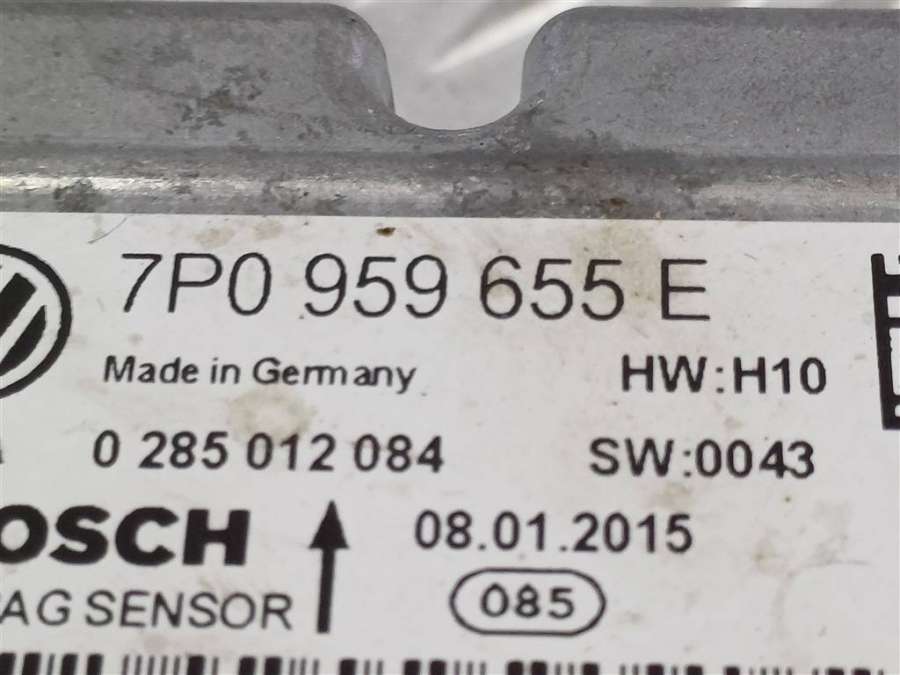 7P0 959 655 E
Made in Germany HW:H10
0 285 012 084 SW:0043
OSCH 08.01.2015
AG SENSOR 085